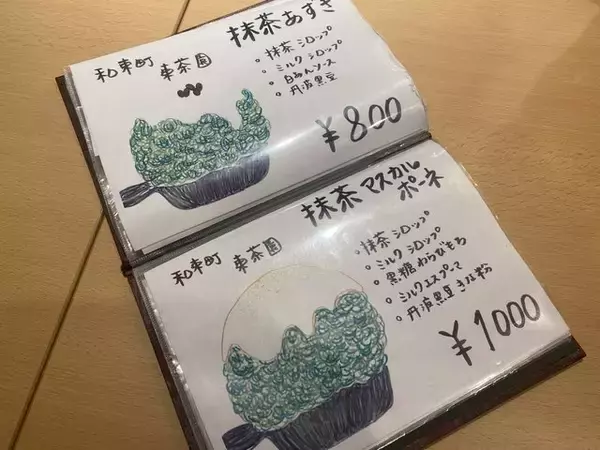 抹茶あずき
和束町 東茶園
。抹茶シロップ
。ミルクシロップ
。白あんソース
。丹波黒豆
¥800
抹茶マスカルポーネ
和束町 東茶園
。抹茶シロップ
。ミルクシロップ
。黒糖わらびもち
。ミルクエスプーマ
。丹波黒豆きな粉
¥1000